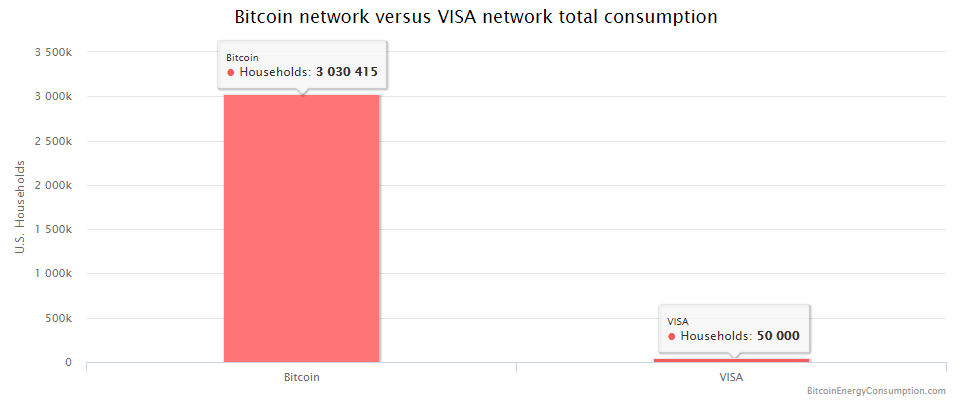 Bitcoin network versus VISA network total consumption
3 500k
Bitcoin
● Households: 3 030 415
3 000k
2 500k
2 000k
1 500k
1 000k
500k
0
U.S. Households
VISA
● Households: 50 000
Bitcoin
VISA
BitcoinEnergyConsumption.com